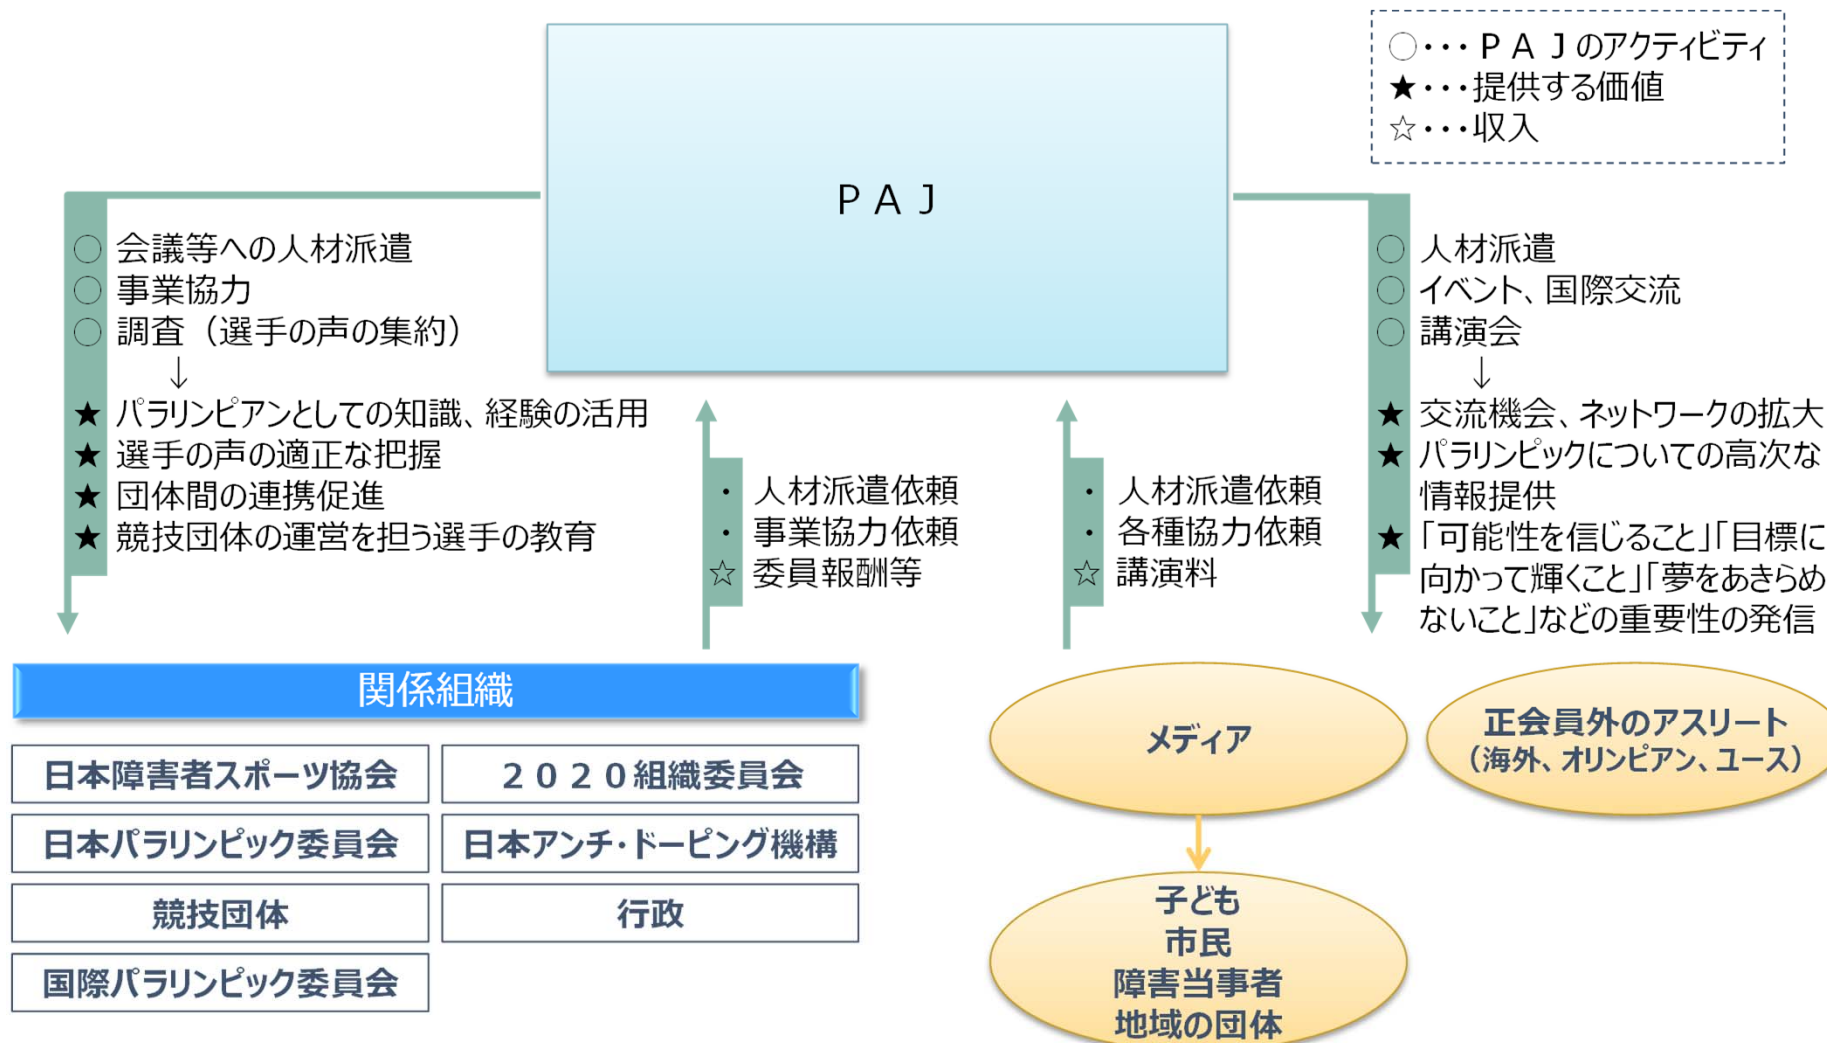 ○・・・ＰＡＪのアクティビティ
★・・・提供する価値
☆・・・収入
ＰＡＪ
○ 会議等への人材派遣
○ 事業協力
○ 調査（選手の声の集約）
↓
★ パラリンピアンとしての知識、経験の活用
★ 選手の声の適正な把握
★ 団体間の連携促進
★ 競技団体の運営を担う選手の教育
・ 人材派遣依頼
・ 事業協力依頼
☆ 委員報酬等
・ 人材派遣依頼
・ 各種協力依頼
☆ 講演料
○ 人材派遣
○ イベント、国際交流
○ 講演会
↓
★ 交流機会、ネットワークの拡大
★ パラリンピックについての高次な
情報提供
★ 「可能性を信じること」「目標に
向かって輝くこと」「夢をあきらめ
ないこと」などの重要性の発信
関係組織
日本障害者スポーツ協会
２０２０組織委員会
日本パラリンピック委員会
日本アンチ・ドーピング機構
競技団体
行政
国際パラリンピック委員会
メディア
正会員外のアスリート
（海外、オリンピアン、ユース）
子ども
市民
障害当事者
地域の団体